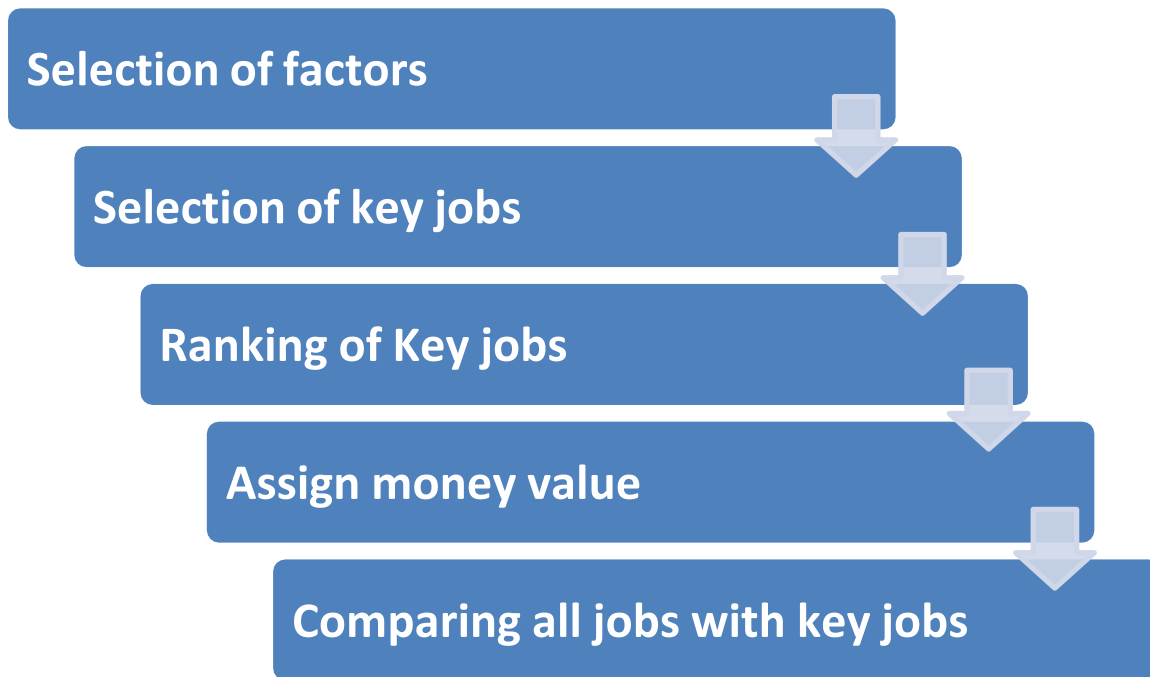 Selection of factors
Selection of key jobs
Ranking of Key jobs
Assign money value
Comparing all jobs with key jobs